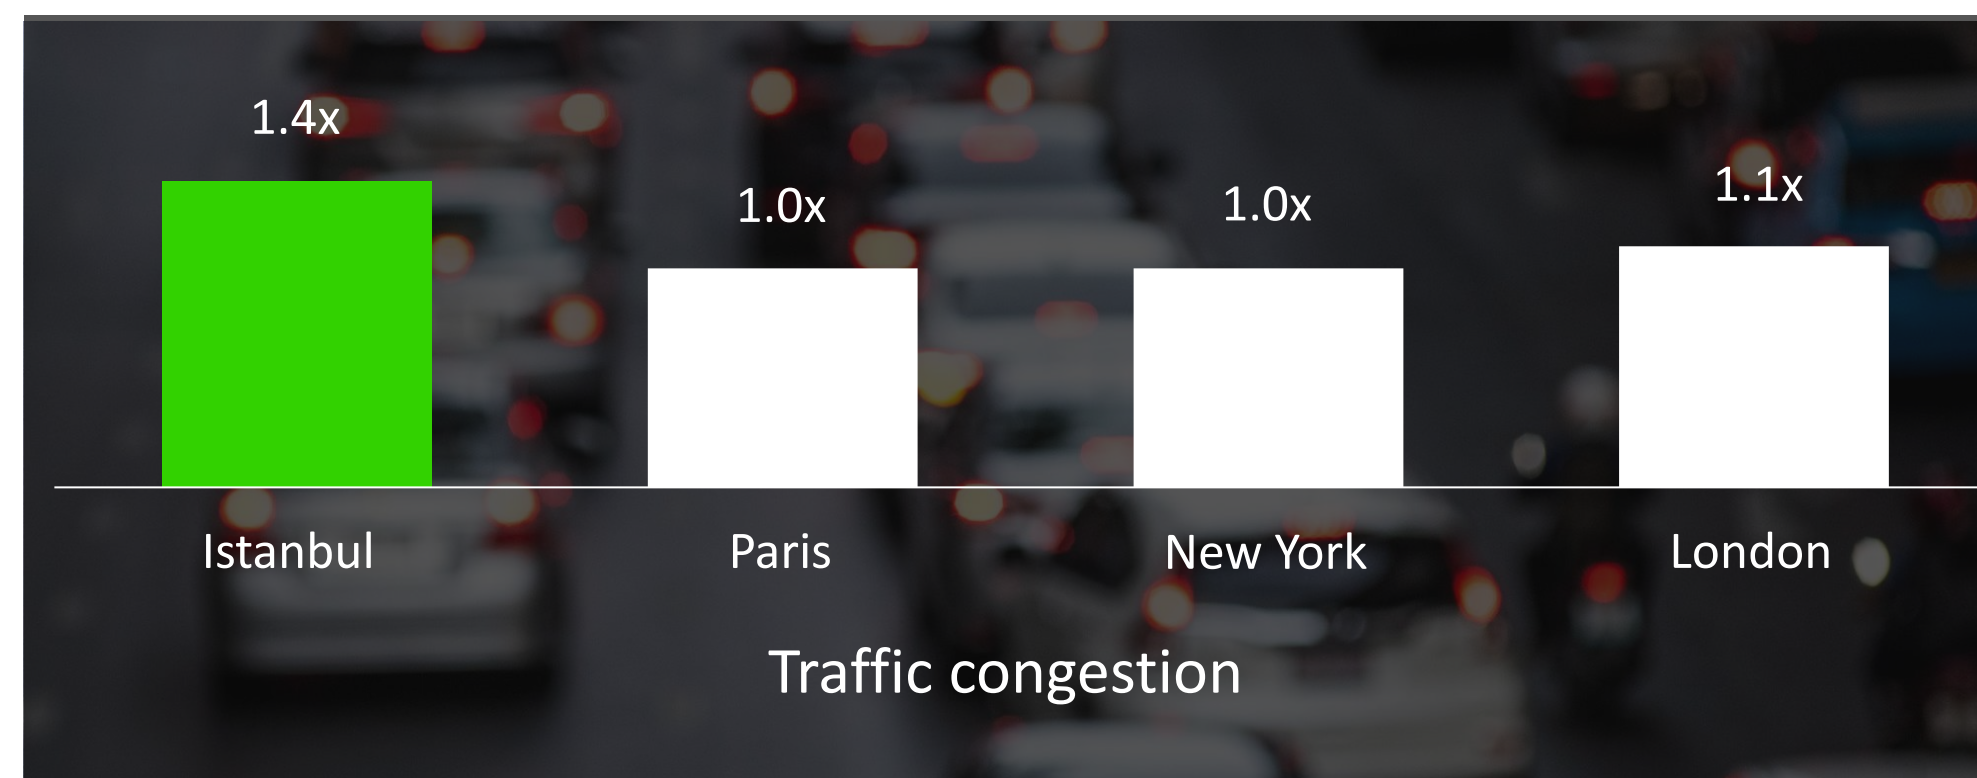 1.4x
1.0x
1.0x
1.1x
Istanbul
Paris
New York
London
Traffic congestion